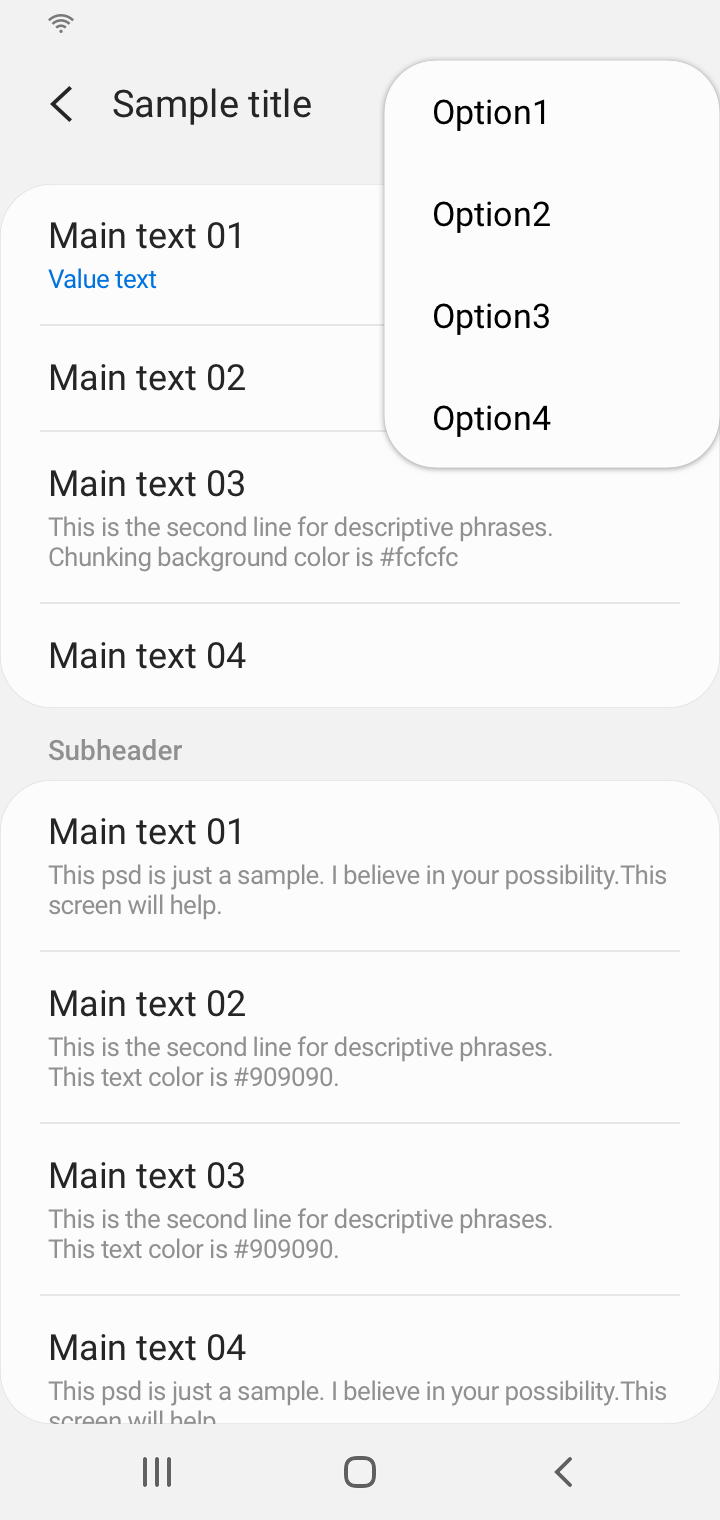 Sample title
Option1
Option2
Option3
Option4
Main text 01
Value text
Main text 02
Main text 03
This is the second line for descriptive phrases.
Chunking background color is #fcfcfc
Main text 04
Subheader
Main text 01
This psd is just a sample. I believe in your possibility.This
screen will help.
Main text 02
This is the second line for descriptive phrases.
This text color is #909090.
Main text 03
This is the second line for descriptive phrases.
This text color is #909090.
Main text 04
This psd is just a sample. I believe in your possibility.This
screen will help.